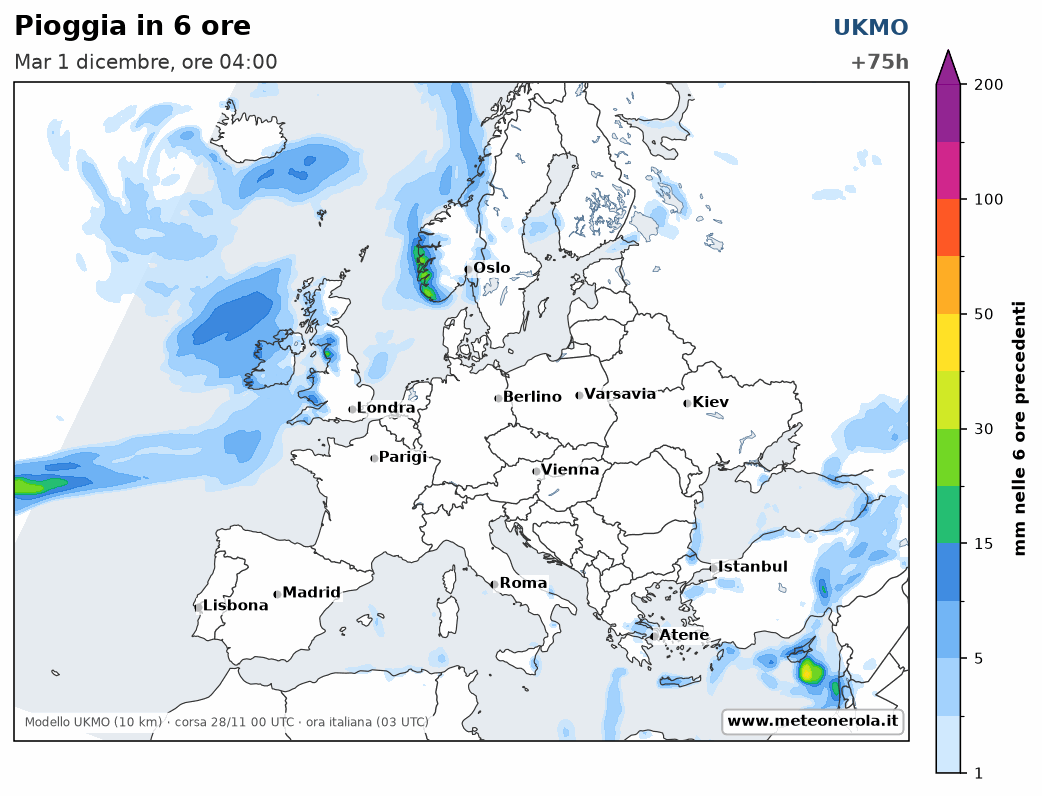 Pioggia in 6 ore
UKMO
Mar 1 dicembre, ore 04:00
+75h
200
100
50
30
15
5
1
mm nelle 6 ore precedenti
Oslo
Berlino
Varsavia
Kiev
Londra
Parigi
Vienna
Istanbul
Roma
Madrid
Lisbona
Atene
Modello UKMO (10 km) · corsa 28/11 00 UTC · ora italiana (03 UTC)
www.meteonerola.it